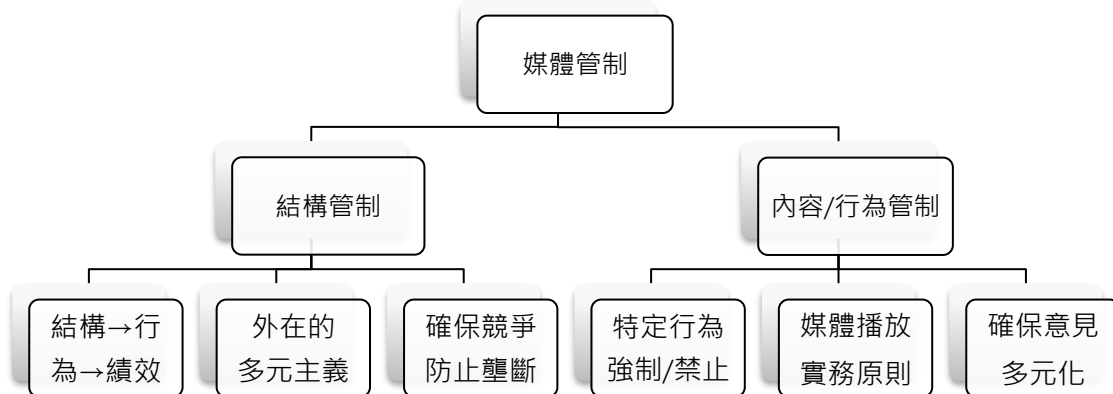 媒體管制
結構管制
內容/行為管制
結構→行
為→績效
外在的
多元主義
確保競爭
防止壟斷
特定行為
強制/禁止
媒體播放
實務原則
確保意見
多元化